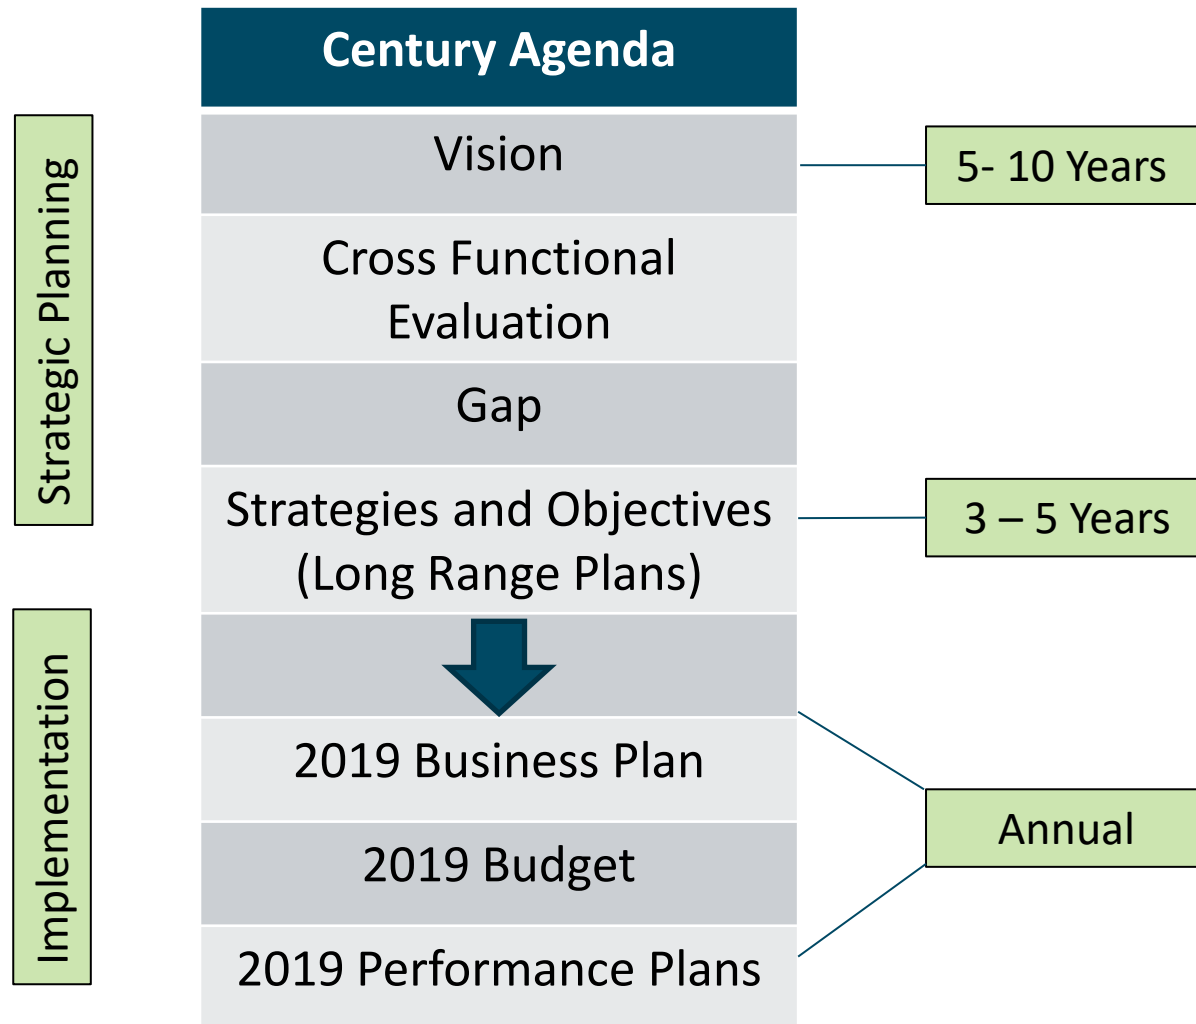 Century Agenda
Strategic Planning
Vision
5- 10 Years
Cross Functional
Evaluation
Gap
Strategies and Objectives
(Long Range Plans)
3 – 5 Years
Implementation
2019 Business Plan
2019 Budget
2019 Performance Plans
Annual